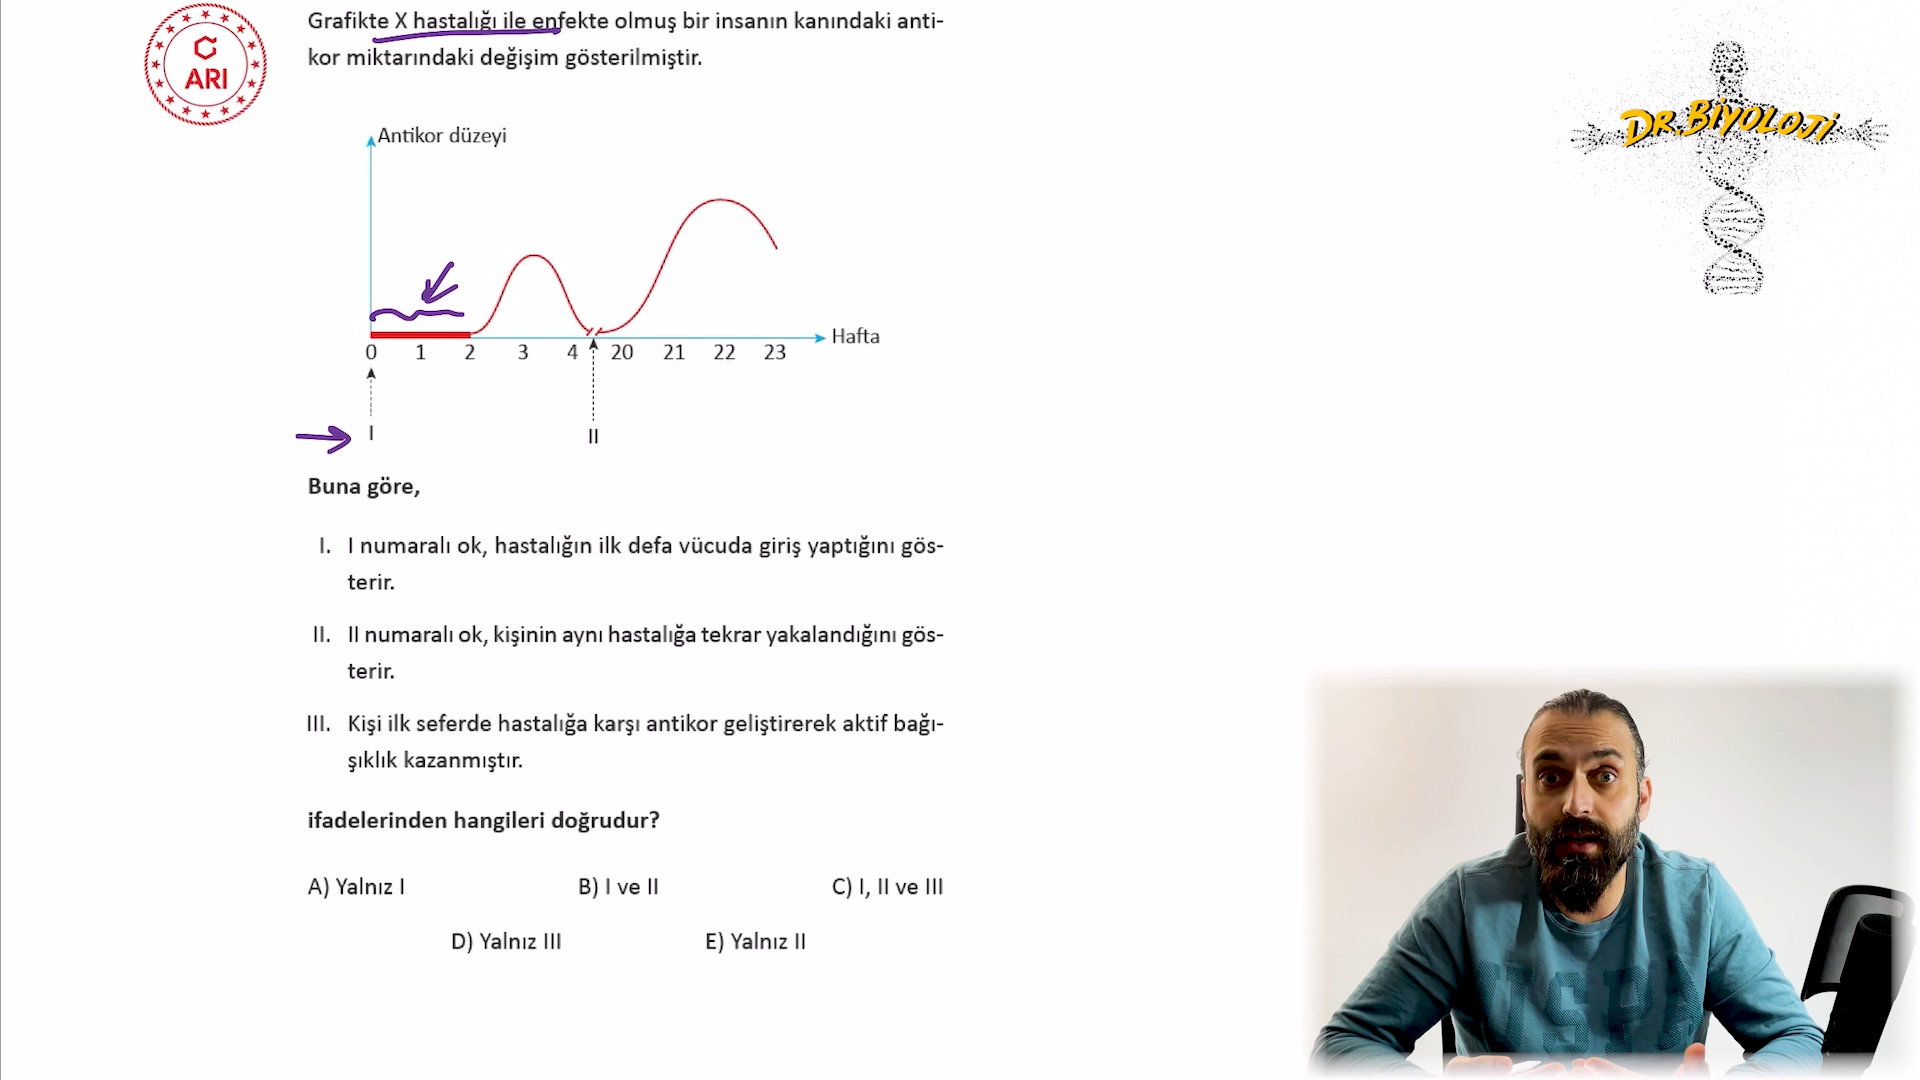 Grafikte X hastalığı ile enfekte olmuş bir insanın kanındaki anti-
kor miktarındaki değişim gösterilmiştir.
ARI
DR.BİYOLOJİ
Antikor düzeyi
Hafta
0 1 2 3 4 20 21 22 23
I
II
Buna göre,
I. I numaralı ok, hastalığın ilk defa vücuda giriş yaptığını gös-
terir.
II. II numaralı ok, kişinin aynı hastalığa tekrar yakalandığını gös-
terir.
III. Kişi ilk seferde hastalığa karşı antikor geliştirerek aktif bağı-
şıklık kazanmıştır.
ifadelerinden hangileri doğrudur?
A) Yalnız I B) I ve II C) I, II ve III
D) Yalnız III E) Yalnız II